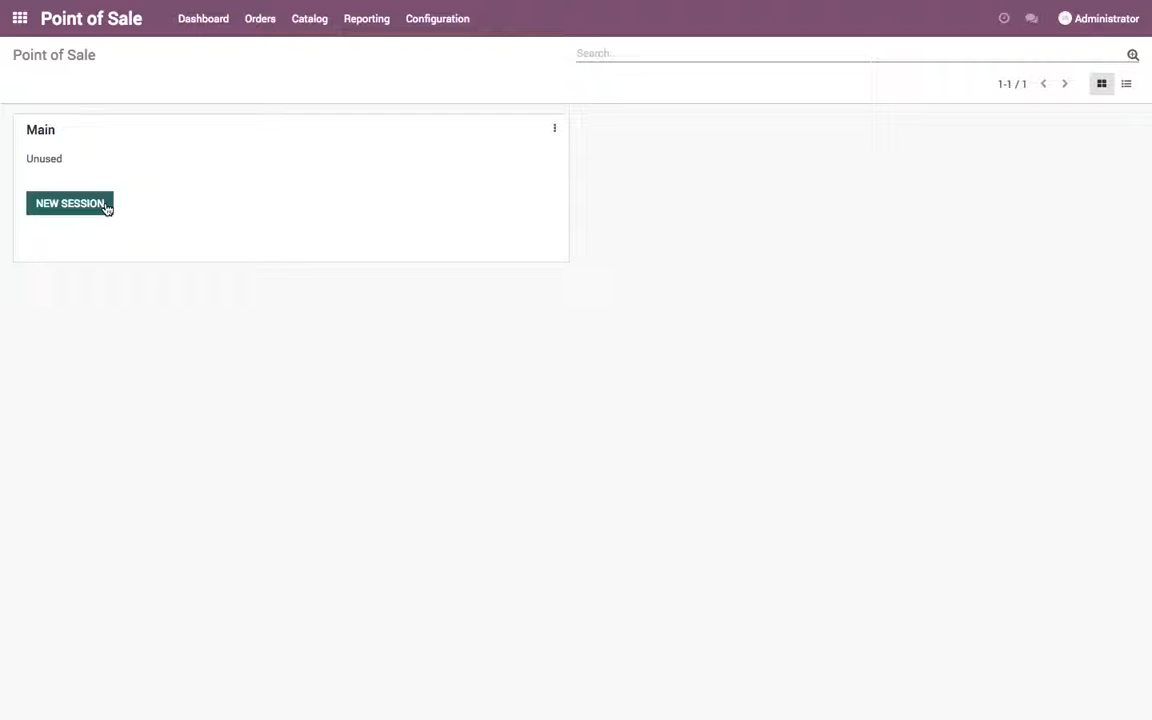 Point of Sale Dashboard Orders Catalog Reporting Configuration Administrator
Point of Sale Search...
1-1 / 1
Main
Unused
NEW SESSION